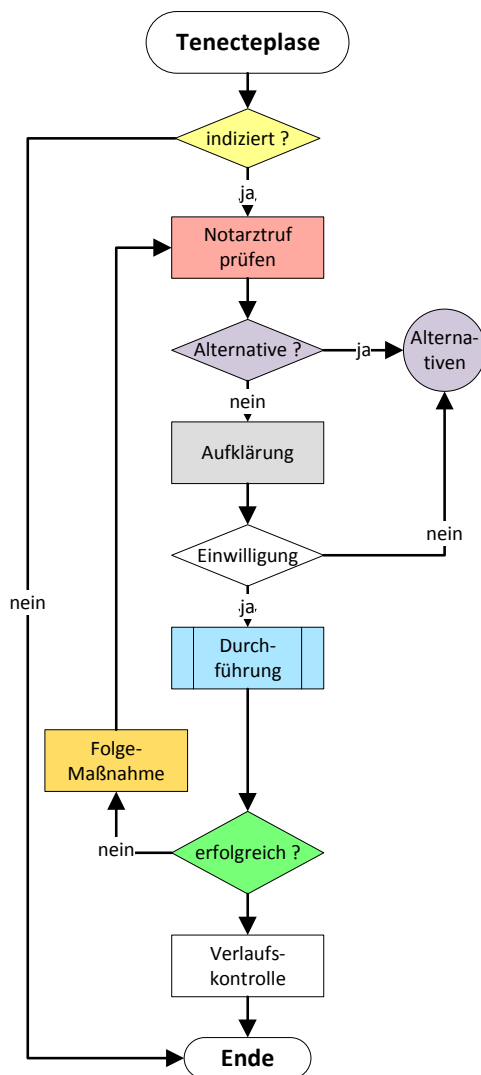 Tenecteplase
indiziert ?
ja
Notarztruf
prüfen
Alternative ?
ja
Alterna-
tiven
nein
Aufklärung
Einwilligung
nein
ja
nein
Durch-
führung
Folge-
Maßnahme
erfolgreich ?
nein
Verlaufs-
kontrolle
Ende